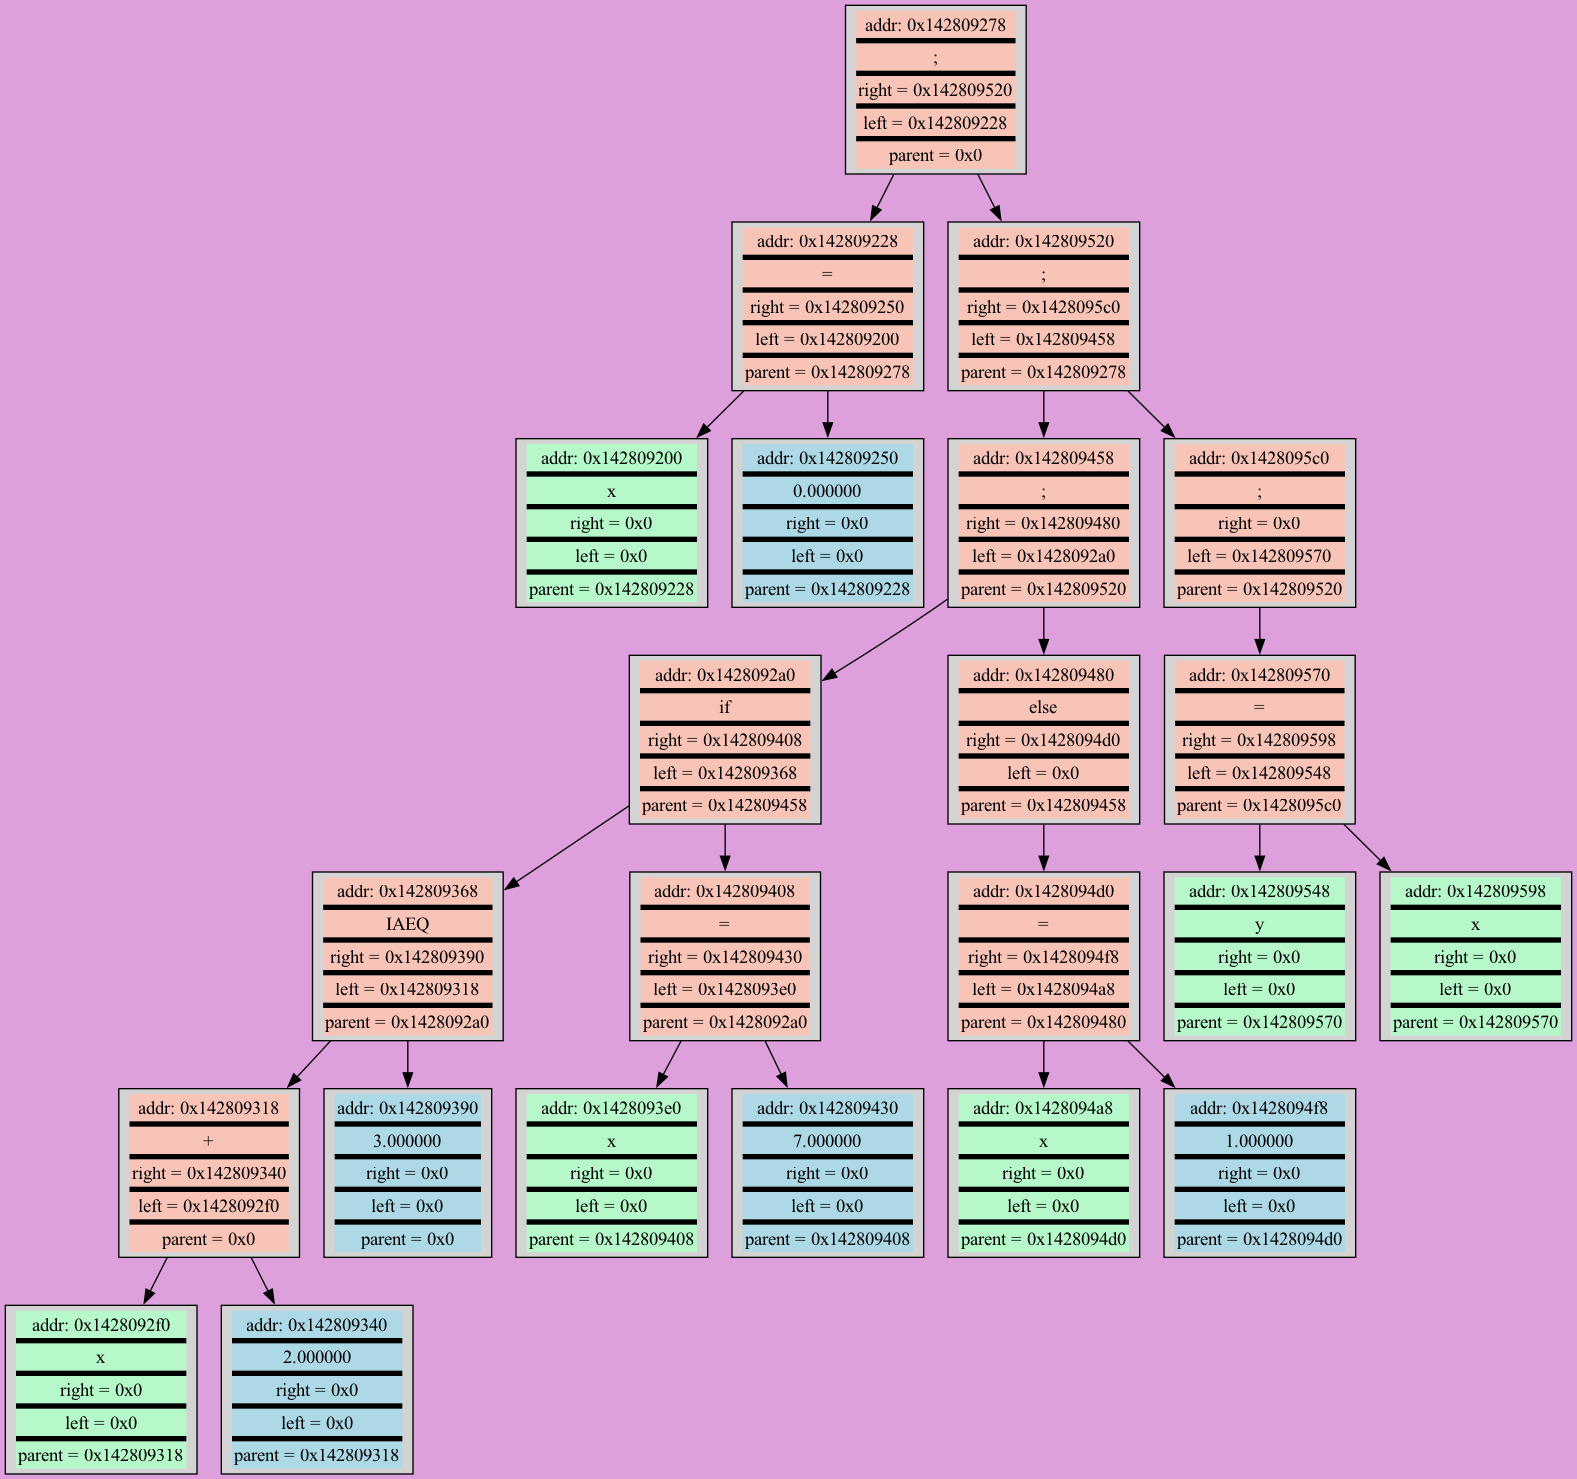 addr: 0x142809278
;
right = 0x142809520
left = 0x142809228
parent = 0x0
addr: 0x142809228
=
right = 0x142809250
left = 0x142809200
parent = 0x142809278
addr: 0x142809520
;
right = 0x1428095c0
left = 0x142809458
parent = 0x142809278
addr: 0x142809200
x
right = 0x0
left = 0x0
parent = 0x142809228
addr: 0x142809250
0.000000
right = 0x0
left = 0x0
parent = 0x142809228
addr: 0x142809458
;
right = 0x142809480
left = 0x1428092a0
parent = 0x142809520
addr: 0x1428095c0
;
right = 0x0
left = 0x142809570
parent = 0x142809520
addr: 0x1428092a0
if
right = 0x142809408
left = 0x142809368
parent = 0x142809458
addr: 0x142809480
else
right = 0x1428094d0
left = 0x0
parent = 0x142809458
addr: 0x142809570
=
right = 0x142809598
left = 0x142809548
parent = 0x1428095c0
addr: 0x142809368
IAEQ
right = 0x142809390
left = 0x142809318
parent = 0x1428092a0
addr: 0x142809408
=
right = 0x142809430
left = 0x1428093e0
parent = 0x1428092a0
addr: 0x1428094d0
=
right = 0x1428094f8
left = 0x1428094a8
parent = 0x142809480
addr: 0x142809548
y
right = 0x0
left = 0x0
parent = 0x142809570
addr: 0x142809598
x
right = 0x0
left = 0x0
parent = 0x142809570
addr: 0x142809318
+
right = 0x142809340
left = 0x1428092f0
parent = 0x0
addr: 0x142809390
3.000000
right = 0x0
left = 0x0
parent = 0x0
addr: 0x1428093e0
x
right = 0x0
left = 0x0
parent = 0x142809408
addr: 0x142809430
7.000000
right = 0x0
left = 0x0
parent = 0x142809408
addr: 0x1428094a8
x
right = 0x0
left = 0x0
parent = 0x1428094d0
addr: 0x1428094f8
1.000000
right = 0x0
left = 0x0
parent = 0x1428094d0
addr: 0x1428092f0
x
right = 0x0
left = 0x0
parent = 0x142809318
addr: 0x142809340
2.000000
right = 0x0
left = 0x0
parent = 0x142809318